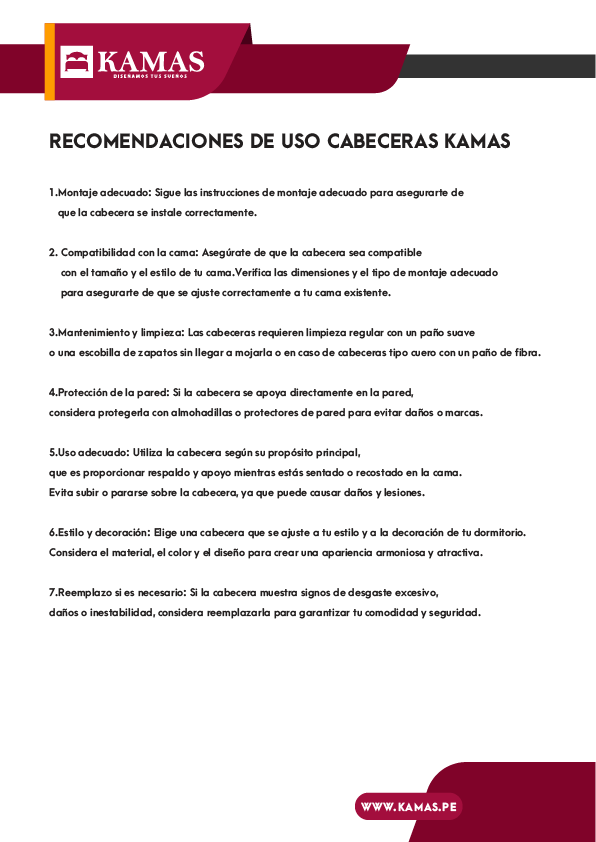 KAMAS
DISEÑAMOS TUS SUEÑOS
RECOMENDACIONES DE USO CABECERAS KAMAS
1.Montaje adecuado: Sigue las instrucciones de montaje adecuado para asegurarte de
que la cabecera se instale correctamente.
2. Compatibilidad con la cama: Asegúrate de que la cabecera sea compatible
con el tamaño y el estilo de tu cama.Verifica las dimensiones y el tipo de montaje adecuado
para asegurarte de que se ajuste correctamente a tu cama existente.
3.Mantenimiento y limpieza: Las cabeceras requieren limpieza regular con un paño suave
o una escobilla de zapatos sin llegar a mojarla o en caso de cabeceras tipo cuero con un paño de fibra.
4.Protección de la pared: Si la cabecera se apoya directamente en la pared,
considera protegerla con almohadillas o protectores de pared para evitar daños o marcas.
5.Uso adecuado: Utiliza la cabecera según su propósito principal,
que es proporcionar respaldo y apoyo mientras estás sentado o recostado en la cama.
Evita subir o pararse sobre la cabecera, ya que puede causar daños y lesiones.
6.Estilo y decoración: Elige una cabecera que se ajuste a tu estilo y a la decoración de tu dormitorio.
Considera el material, el color y el diseño para crear una apariencia armoniosa y atractiva.
7.Reemplazo si es necesario: Si la cabecera muestra signos de desgaste excesivo,
daños o inestabilidad, considera reemplazarla para garantizar tu comodidad y seguridad.
WWW.KAMAS.PE